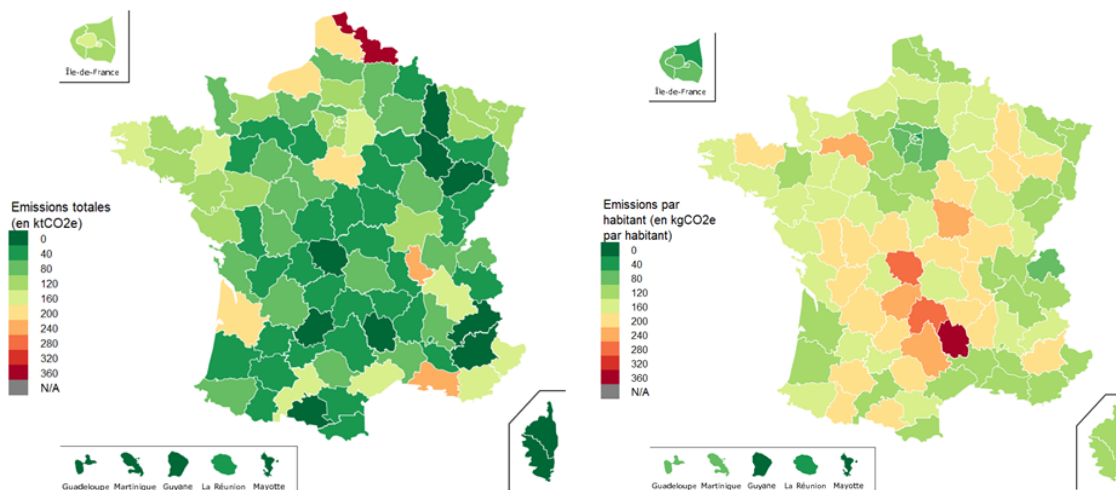 Île-de-France
Emissions totales
(en ktCO2e)
0
40
80
120
160
200
240
280
320
360
N/A
Guadeloupe Martinique Guyane La Réunion Mayotte
Île-de-France
Emissions par
habitant (en kgCO2e
par habitant)
0
40
80
120
160
200
240
280
320
360
N/A
Guadeloupe Martinique Guyane La Réunion Mayotte